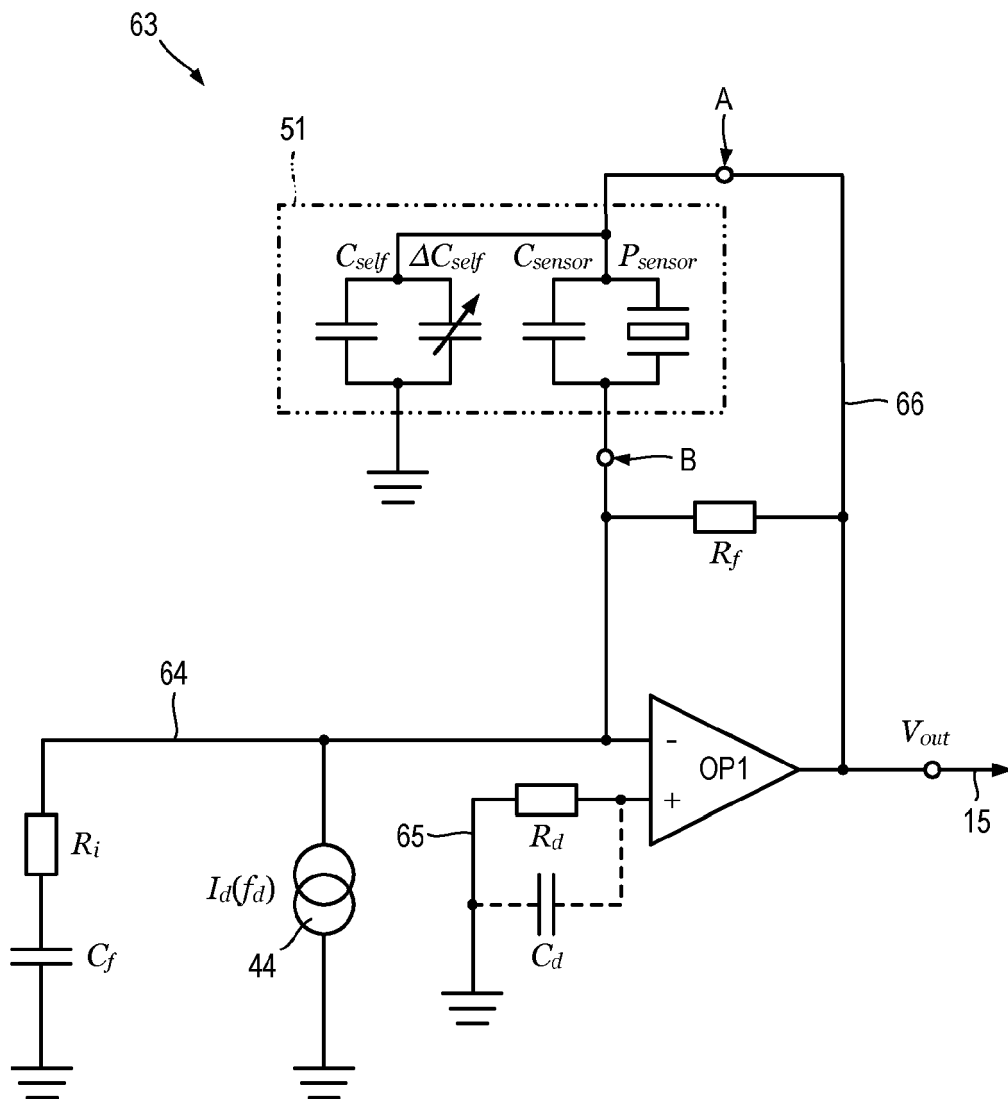 63
A
51
C_self ΔC_self C_sensor P_sensor
66
B
R_f
64
V_out
-
OP1
+
15
65
R_d
R_i
I_d(f_d)
C_f
44
C_d